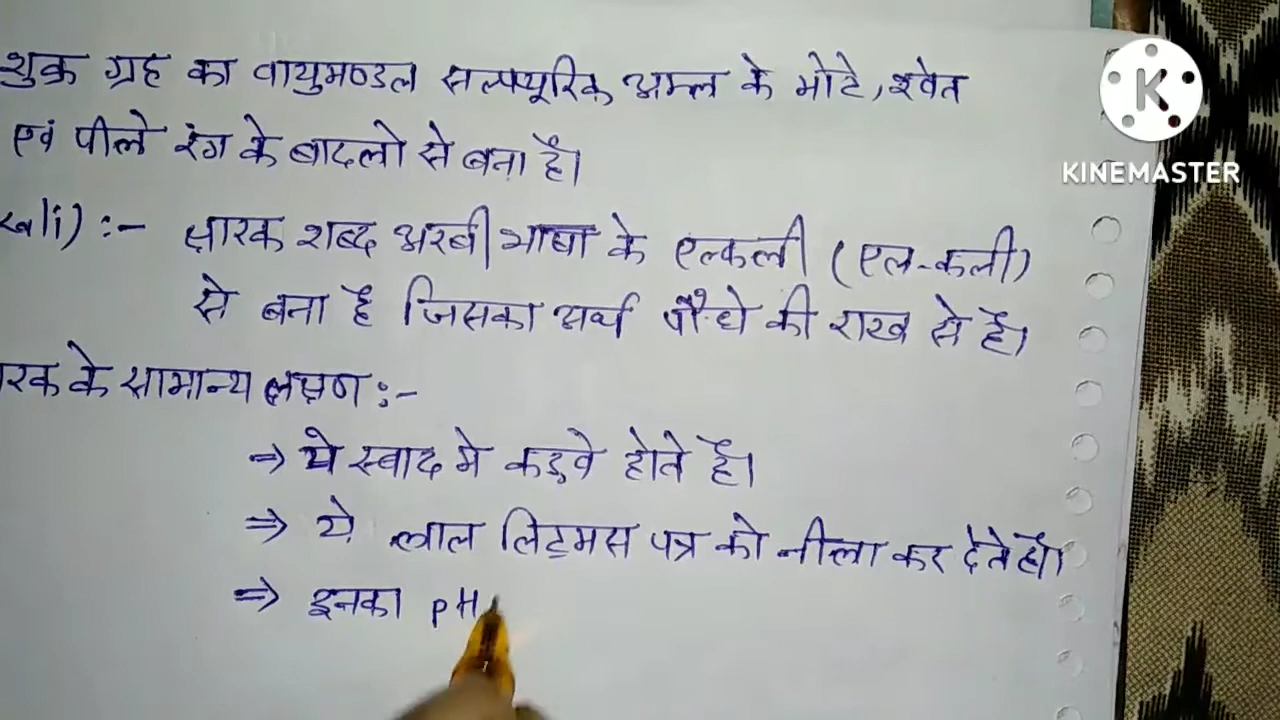 शुक्र ग्रह का वायुमण्डल सल्फ्यूरिक अम्ल के मोटे, श्वेत
एवं पीले रंग के बादलो से बना है।
li) :- क्षारक शब्द अरबी भाषा के एल्कली (एल-कली)
से बना है जिसका अर्थ पौधे की राख से है।
रक के सामान्य लक्षण :-
⇒ ये स्वाद मे कड़वे होते है।
⇒ ये लाल लिटमस पत्र को नीला कर देते है।
⇒ इनका pH
K
KINEMASTER